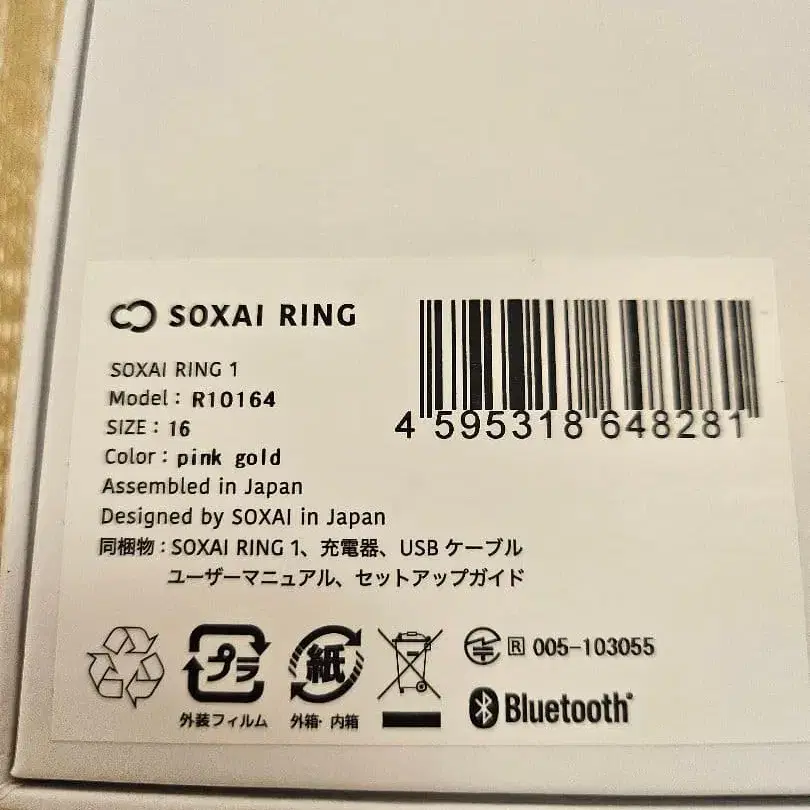 SOXAI RING
SOXAI RING 1
Model：R10164
SIZE：16
Color：pink gold
Assembled in Japan
Designed by SOXAI in Japan
同梱物：SOXAI RING 1、充電器、USB ケーブル
ユーザーマニュアル、セットアップガイド
4 595318 648281
プラ
外装フィルム
紙
外箱・内箱
R 005-103055
Bluetooth®